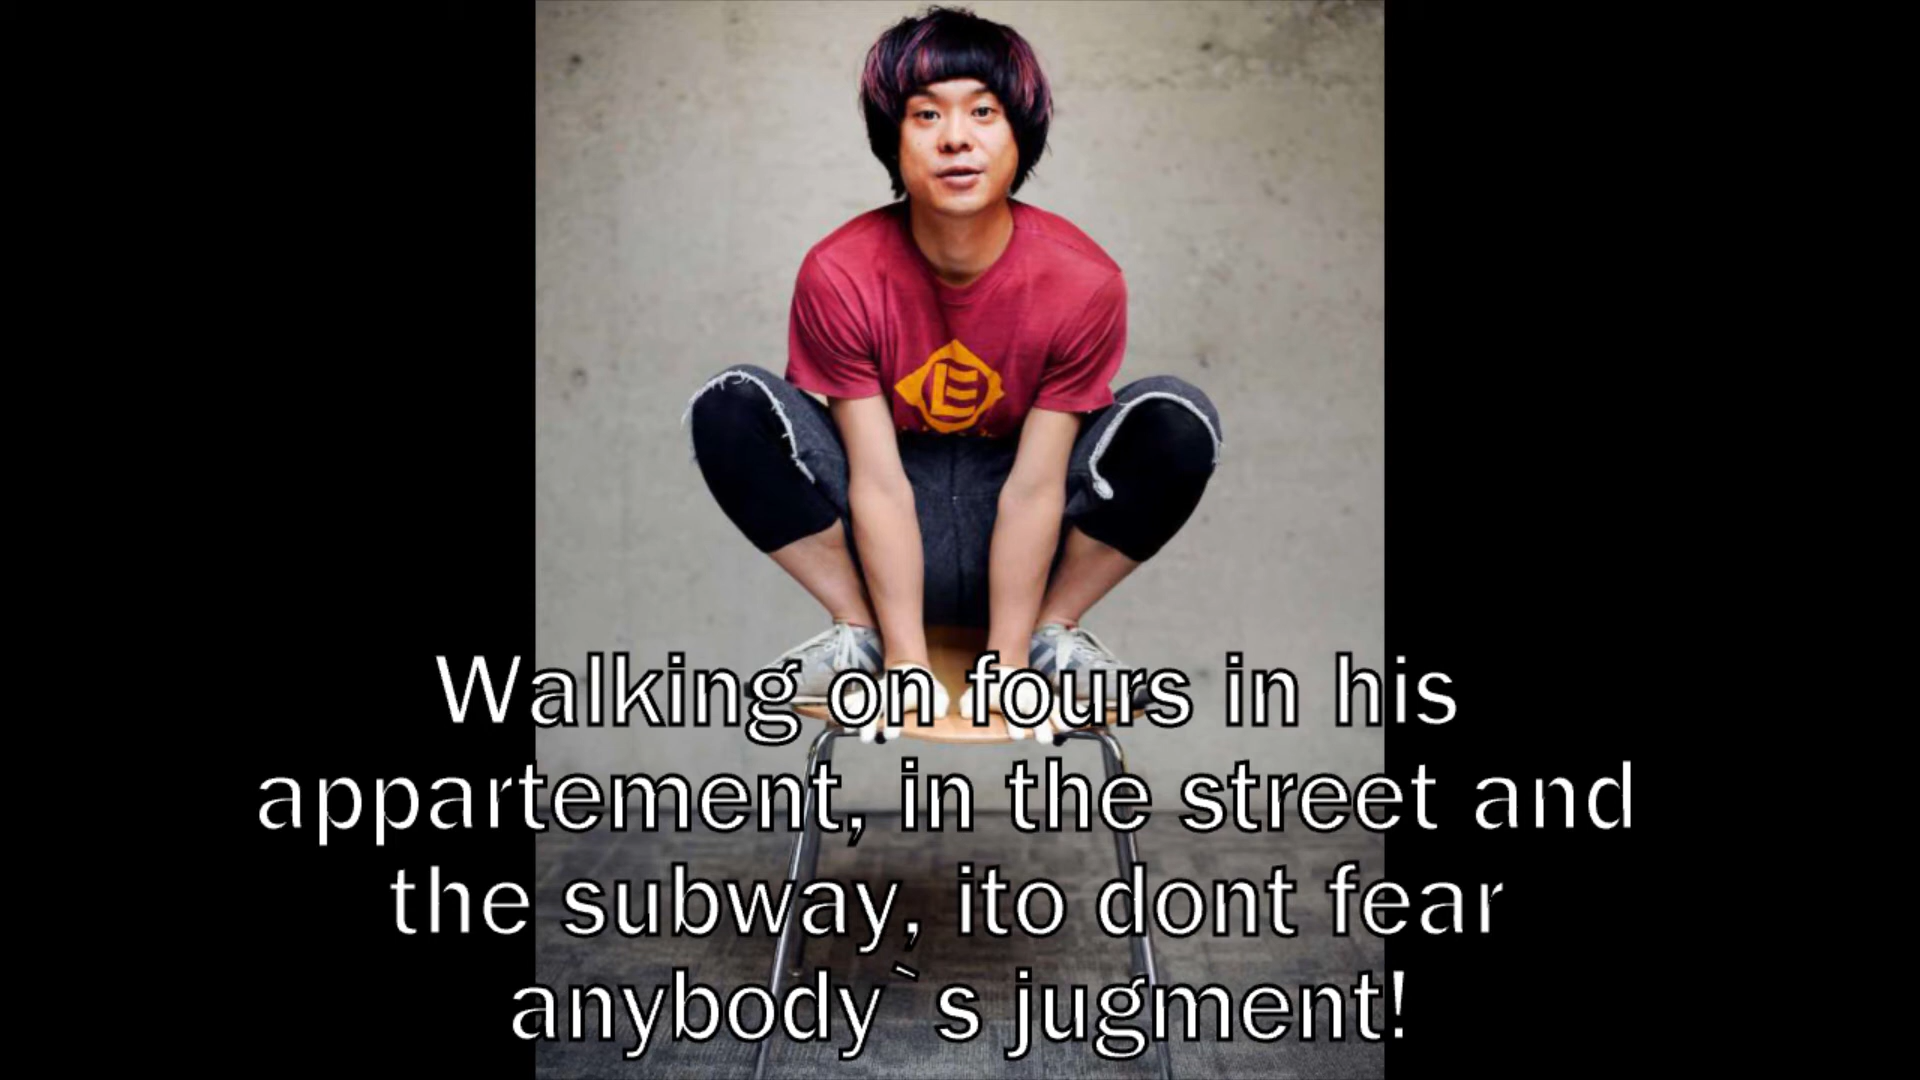 E
Walking on fours in his
appartement, in the street and
the subway, ito dont fear
anybody`s jugment!